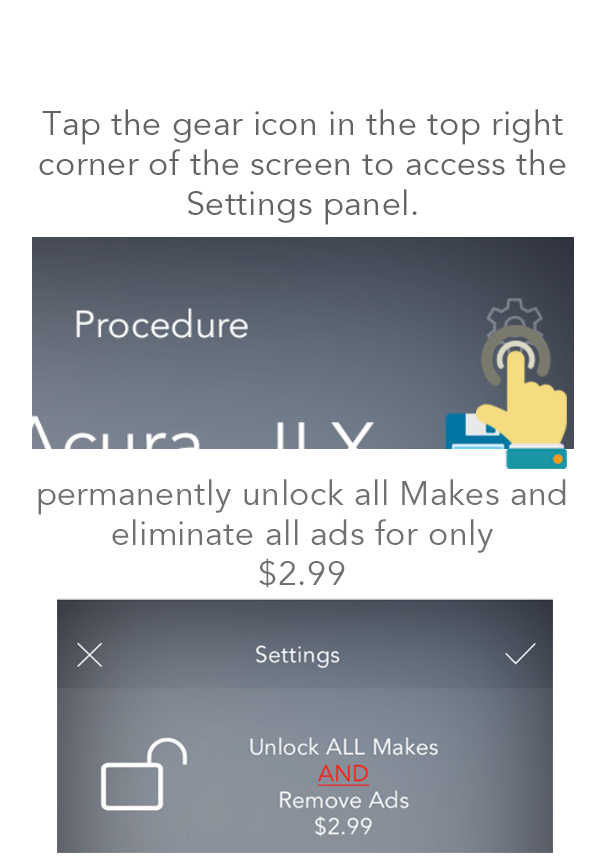 Tap the gear icon in the top right
corner of the screen to access the
Settings panel.
Procedure
Acura ILX
permanently unlock all Makes and
eliminate all ads for only
$2.99
Settings
Unlock ALL Makes
AND
Remove Ads
$2.99